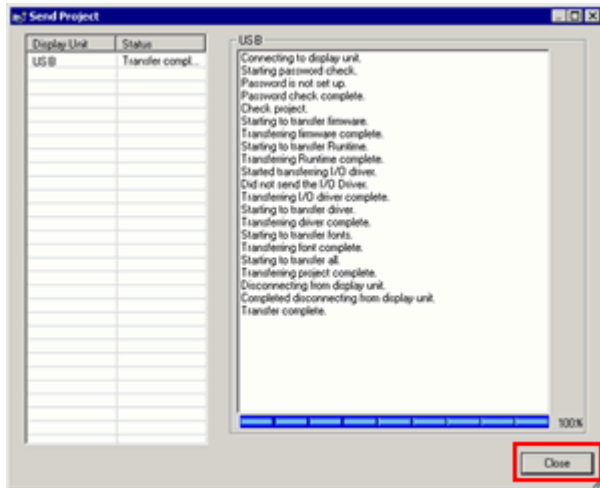 Send Project
Display Unit Status
USB Transfer compl...
USB
Connecting to display unit.
Starting password check.
Password is not set up.
Password check complete.
Check project.
Starting to transfer firmware.
Transferring firmware complete.
Starting to transfer Runtime.
Transferring Runtime complete.
Started transferring I/O driver.
Did not send the I/O Driver.
Transferring I/O driver complete.
Starting to transfer driver.
Transferring driver complete.
Starting to transfer fonts.
Transferring font complete.
Starting to transfer all.
Transferring project complete.
Disconnecting from display unit.
Completed disconnecting from display unit.
Transfer complete.
100%
Close